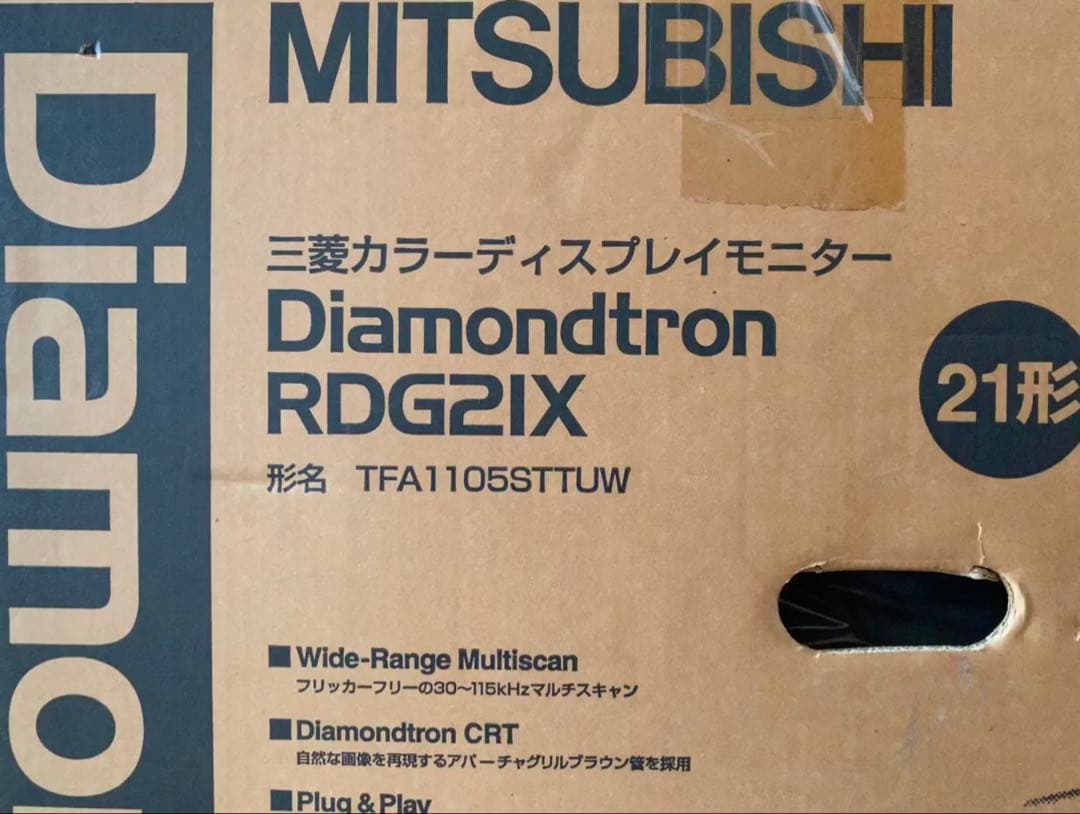 MITSUBISHI
三菱カラーディスプレイモニター
Diamondtron
RDG21X
形名 TFA1105STTUW
21形
■Wide-Range Multiscan
フリッカーフリーの30〜115kHzマルチスキャン
■Diamondtron CRT
自然な画像を再現するアパーチャグリルブラウン管を採用
■Plug & Play
Diamo